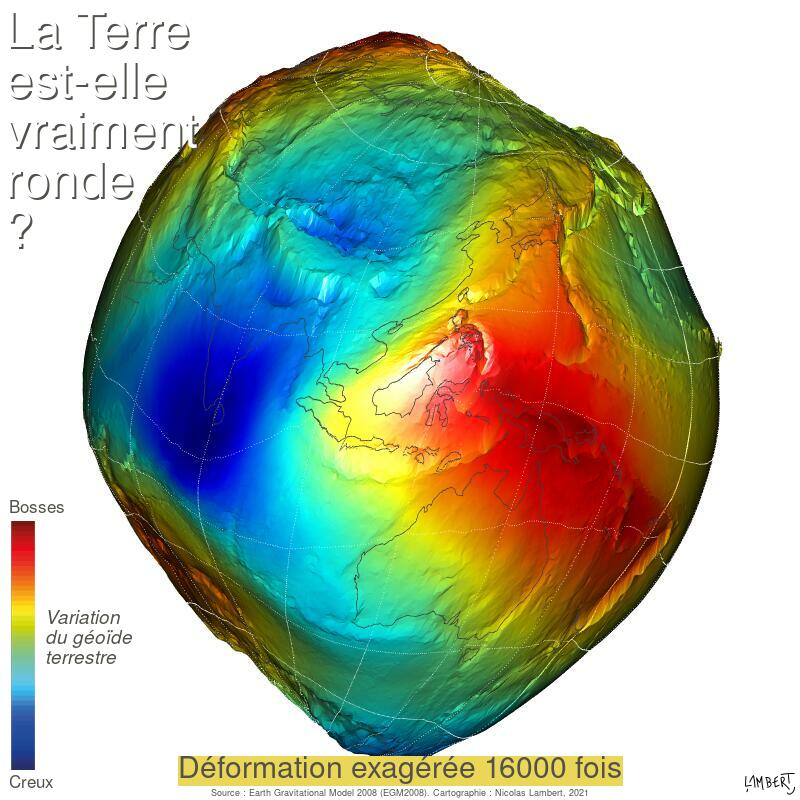 La Terre
est-elle
vraiment
ronde
?
Bosses
Variation
du géoïde
terrestre
Creux
Déformation exagérée 16000 fois
Source : Earth Gravitational Model 2008 (EGM2008). Cartographie : Nicolas Lambert, 2021
LAMBERT